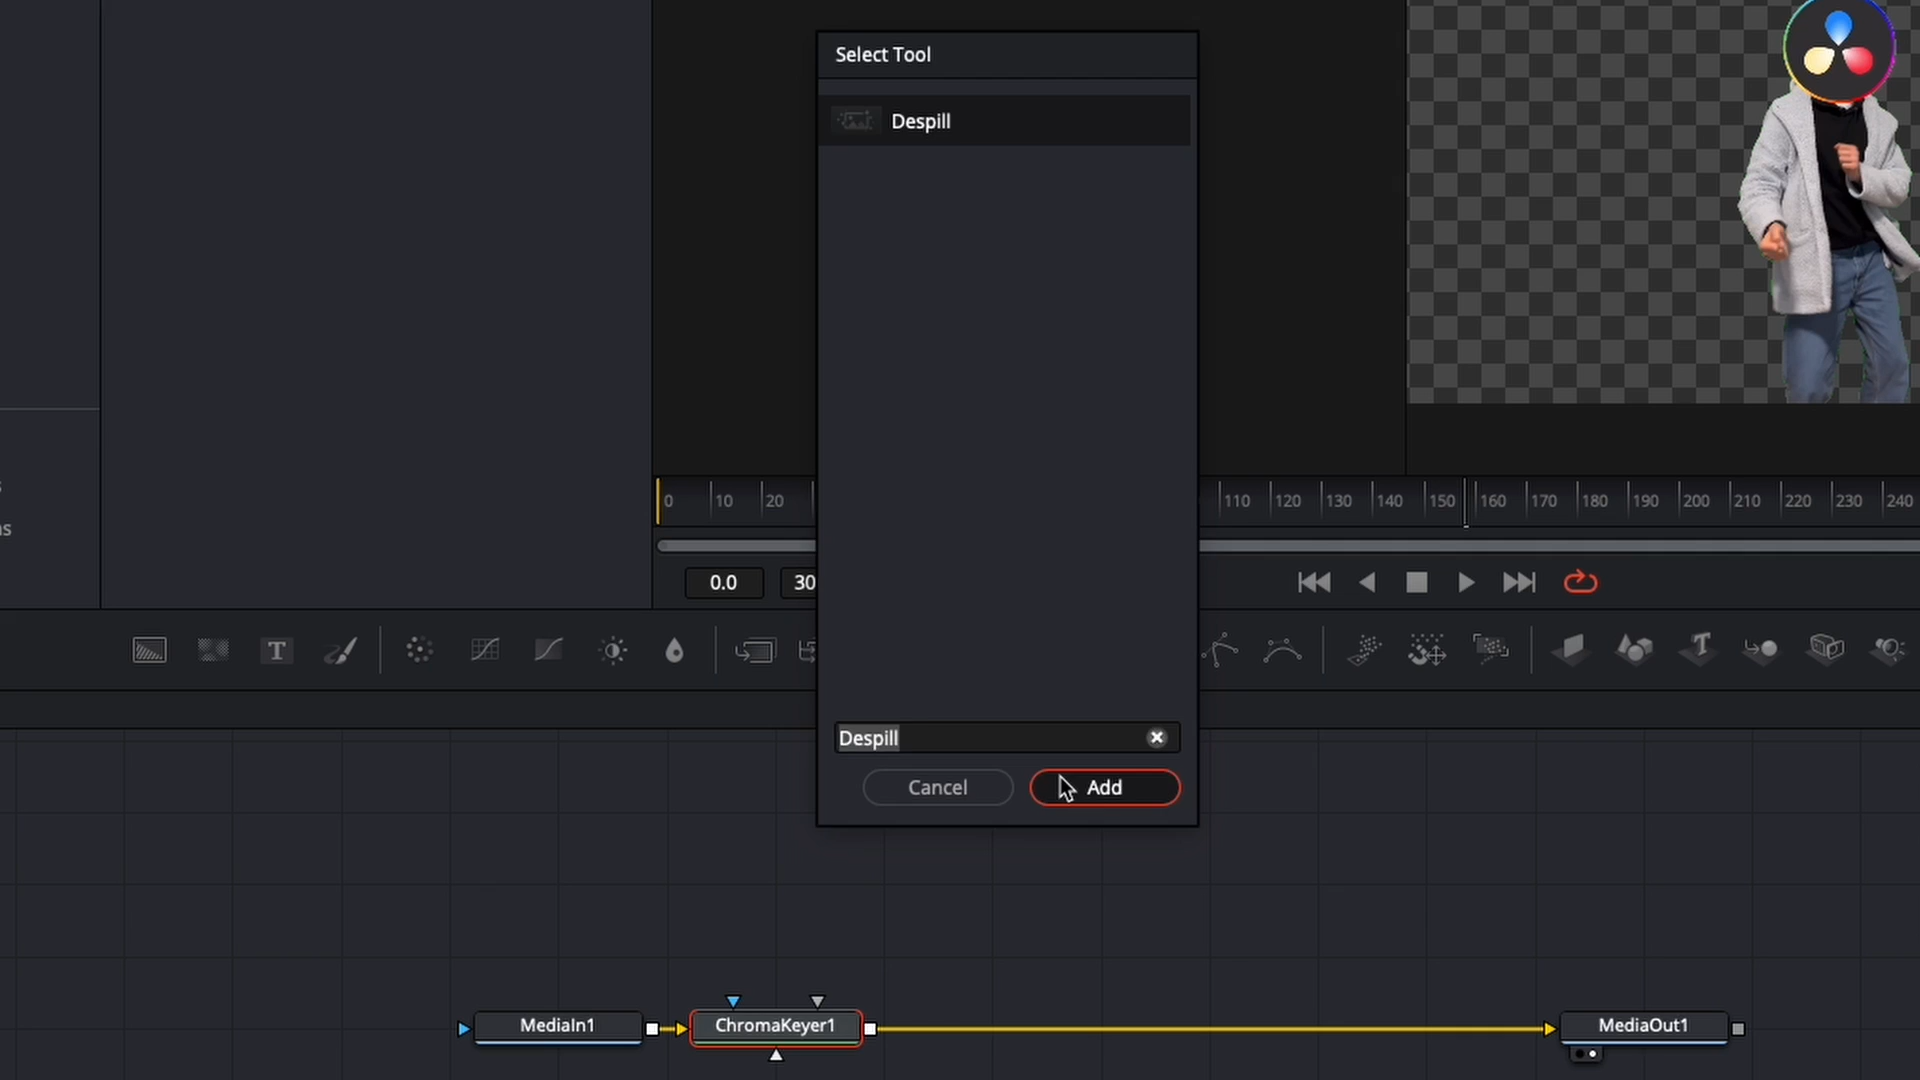 Select Tool
Despill
0 10 20 110 120 130 140 150 160 170 180 190 200 210 220 230 240
0.0 30
Despill
Cancel Add
MediaIn1 ChromaKeyer1 MediaOut1